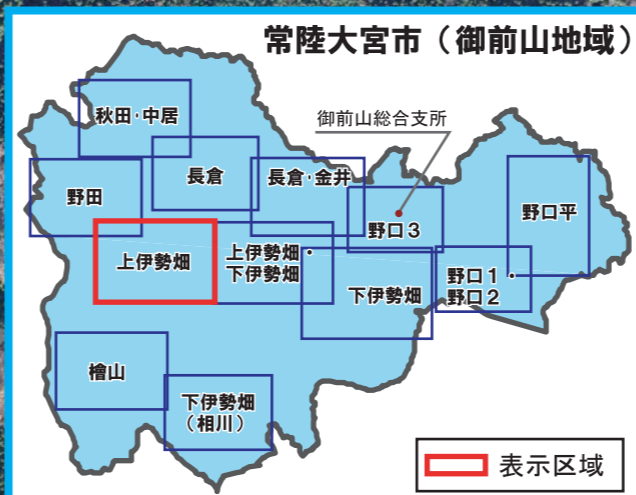 常陸大宮市（御前山地域）
御前山総合支所
秋田・中居
長倉
長倉・金井
野田
野口３
野口平
上伊勢畑
上伊勢畑・
下伊勢畑
下伊勢畑
野口１・
野口２
檜山
下伊勢畑
（相川）
表示区域